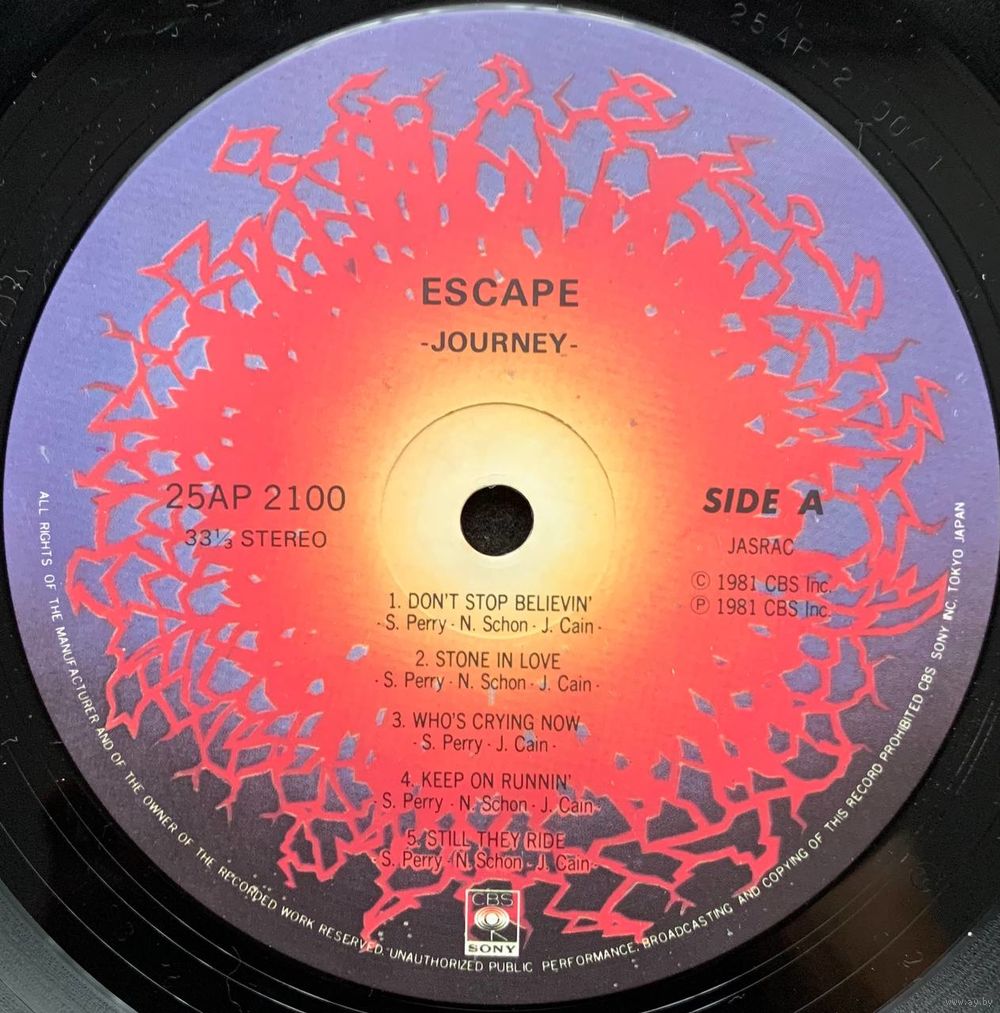 ESCAPE
-JOURNEY-
25AP 2100
33⅓ STEREO
SIDE A
JASRAC
Ⓒ 1981 CBS Inc.
Ⓟ 1981 CBS Inc.
1. DON'T STOP BELIEVIN'
· S. Perry · N. Schon · J. Cain ·
2. STONE IN LOVE
· S. Perry · N. Schon · J. Cain ·
3. WHO'S CRYING NOW
· S. Perry · J. Cain ·
4. KEEP ON RUNNIN'
· S. Perry · N. Schon · J. Cain ·
5. STILL THEY RIDE
· S. Perry · N. Schon · J. Cain ·
CBS
SONY
ALL RIGHTS OF THE MANUFACTURER AND OF THE OWNER OF THE RECORDED WORK RESERVED. UNAUTHORIZED PUBLIC PERFORMANCE, BROADCASTING AND COPYING OF THIS RECORD PROHIBITED CBS SONY INC. TOKYO JAPAN
www.ay.by